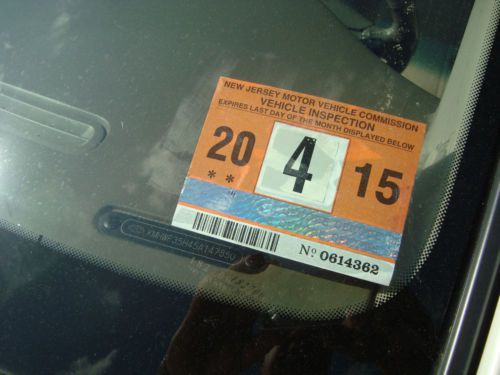 NEW JERSEY MOTOR VEHICLE COMMISSION
VEHICLE INSPECTION
EXPIRES LAST DAY OF THE MONTH DISPLAYED BELOW
20 4 15
**
Nº 0614362